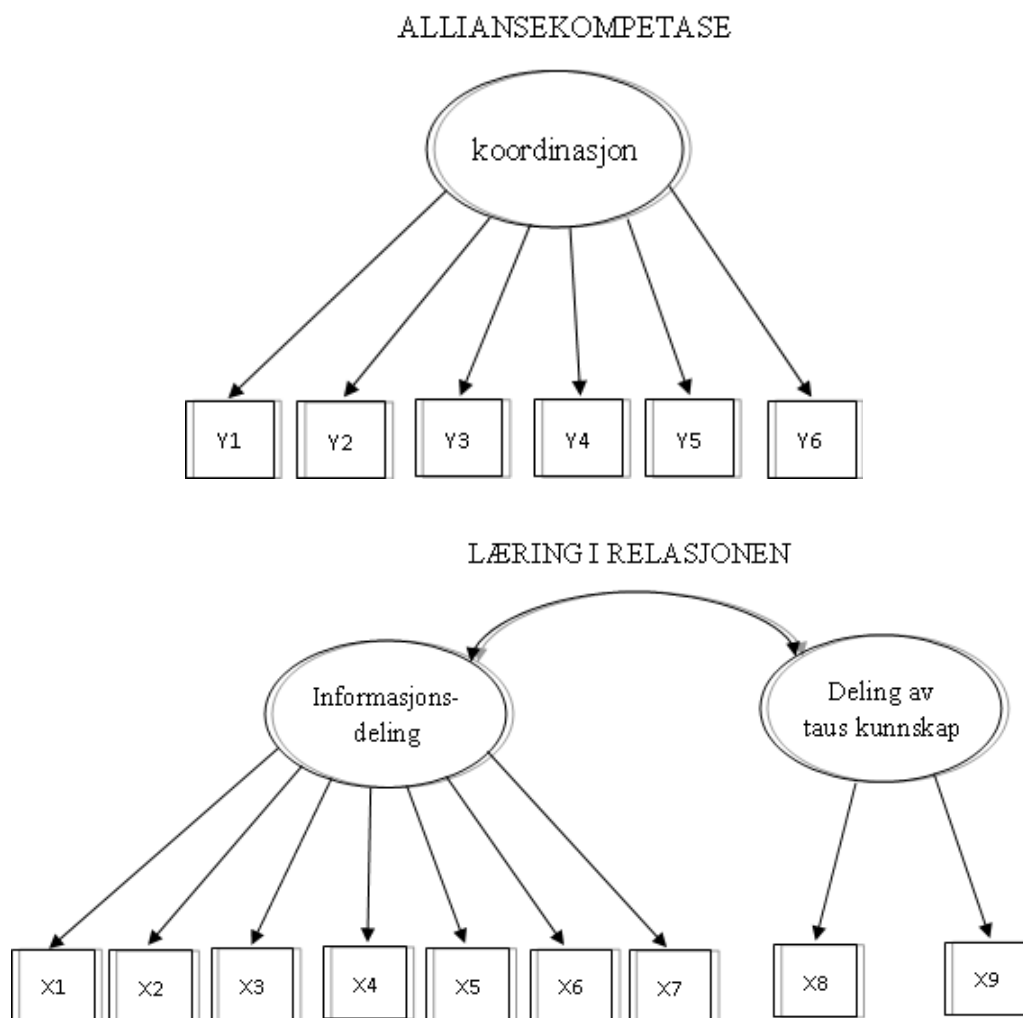 ALLIANSEKOMPETASE
koordinasjon
Y1 Y2 Y3 Y4 Y5 Y6
LÆRING I RELASJONEN
Informasjons-
deling
Deling av
taus kunnskap
X1 X2 X3 X4 X5 X6 X7 X8 X9